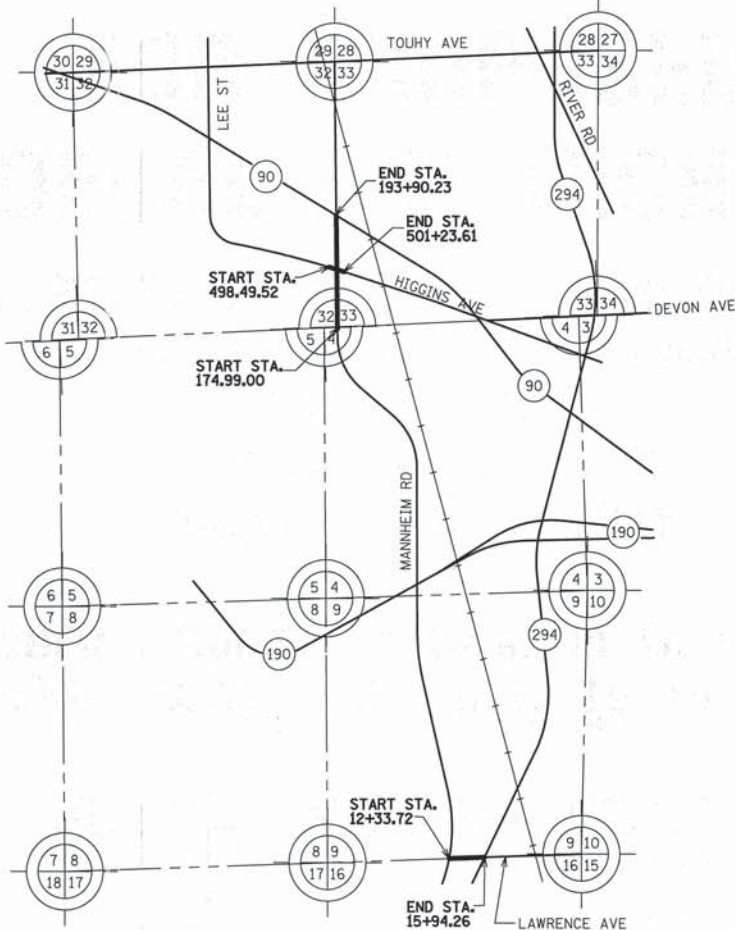 29 28
TOUHY AVE
28 27
30 29
32 33
33 34
31 32
LEE ST
RIVER RD
90
END STA.
193+90.23
294
END STA.
501+23.61
START STA.
498.49.52
HIGGINS AVE
33 34
DEVON AVE
31 32
32 33
4 3
6 5
5 4
START STA.
174.99.00
90
MANNHEIM RD
190
6 5
5 4
4 3
7 8
8 9
9 10
190
294
START STA.
12+33.72
7 8
8 9
9 10
18 17
17 16
16 15
END STA.
15+94.26
LAWRENCE AVE